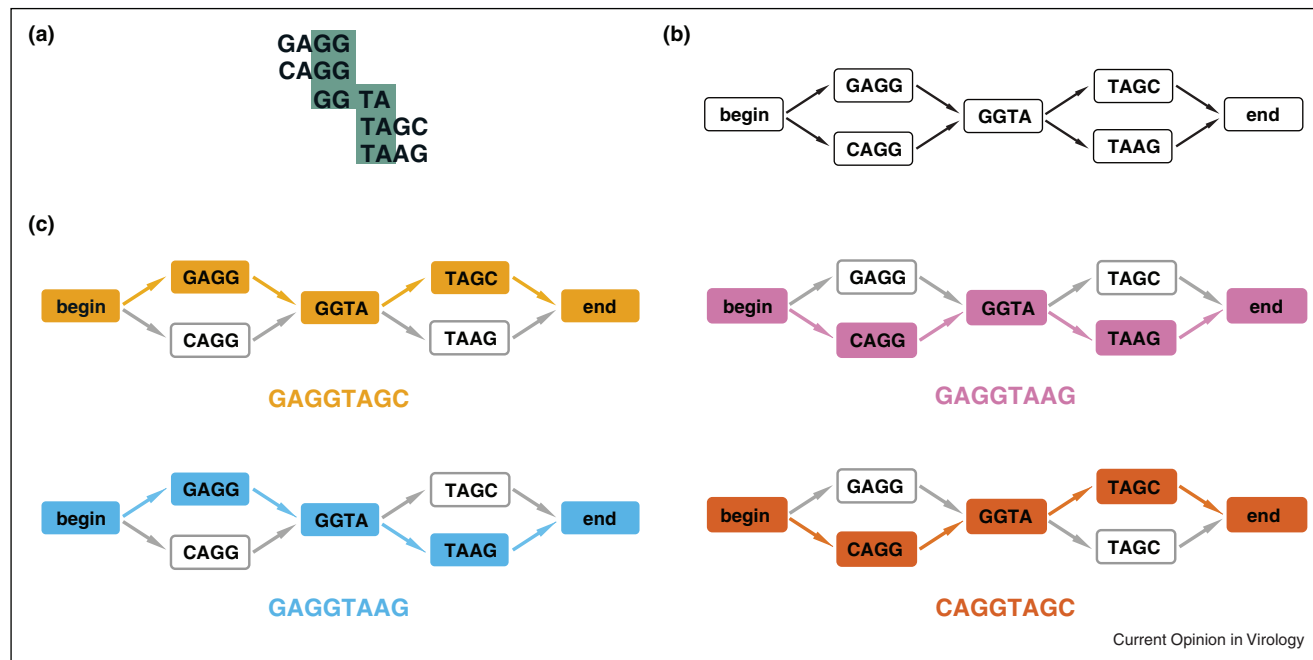 (a)
GAGG
CAGG
GG TA
TAGC
TAAG
(b)
begin
GAGG
CAGG
GGTA
TAGC
TAAG
end
(c)
begin
GAGG
CAGG
GGTA
TAGC
TAAG
end
GAGGTAGC
begin
GAGG
CAGG
GGTA
TAGC
TAAG
end
GAGGTAAG
begin
GAGG
CAGG
GGTA
TAGC
TAAG
end
GAGGTAAG
begin
GAGG
CAGG
GGTA
TAGC
TAGC
end
CAGGTAGC
Current Opinion in Virology